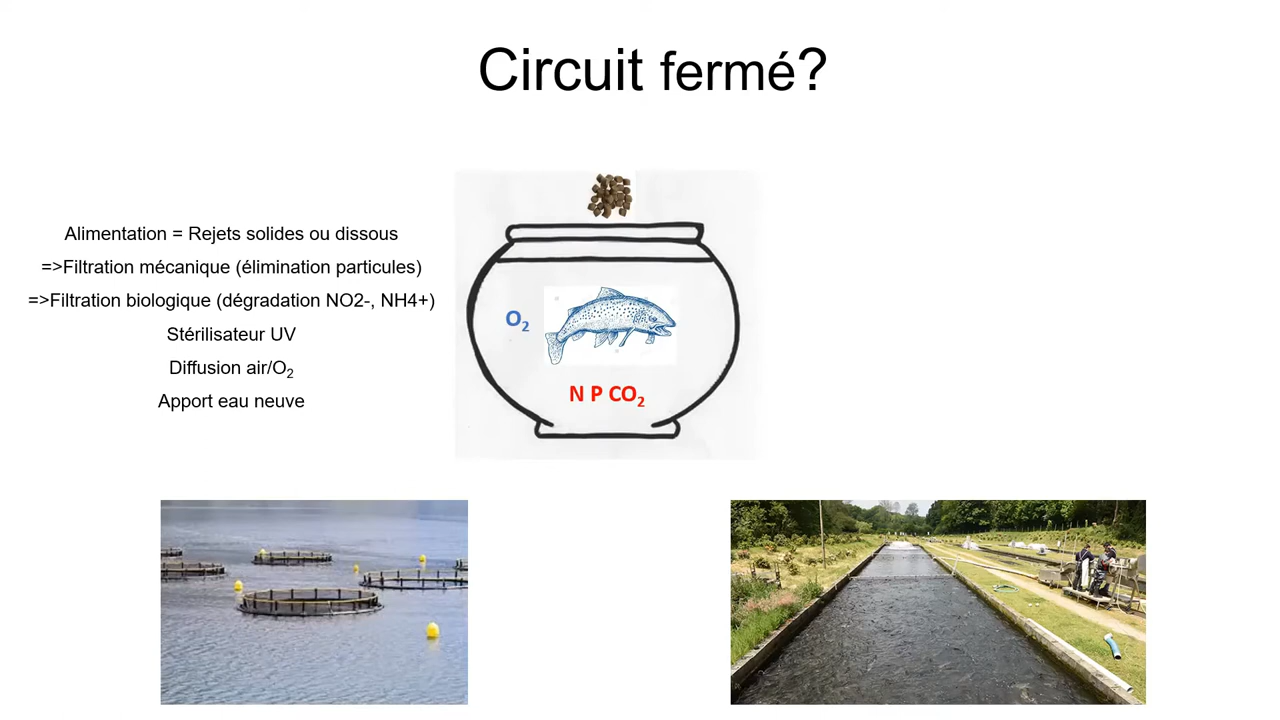 Circuit fermé?
Alimentation = Rejets solides ou dissous
=>Filtration mécanique (élimination particules)
=>Filtration biologique (dégradation NO2-, NH4+)
Stérilisateur UV
Diffusion air/O₂
Apport eau neuve
O₂
N P CO₂